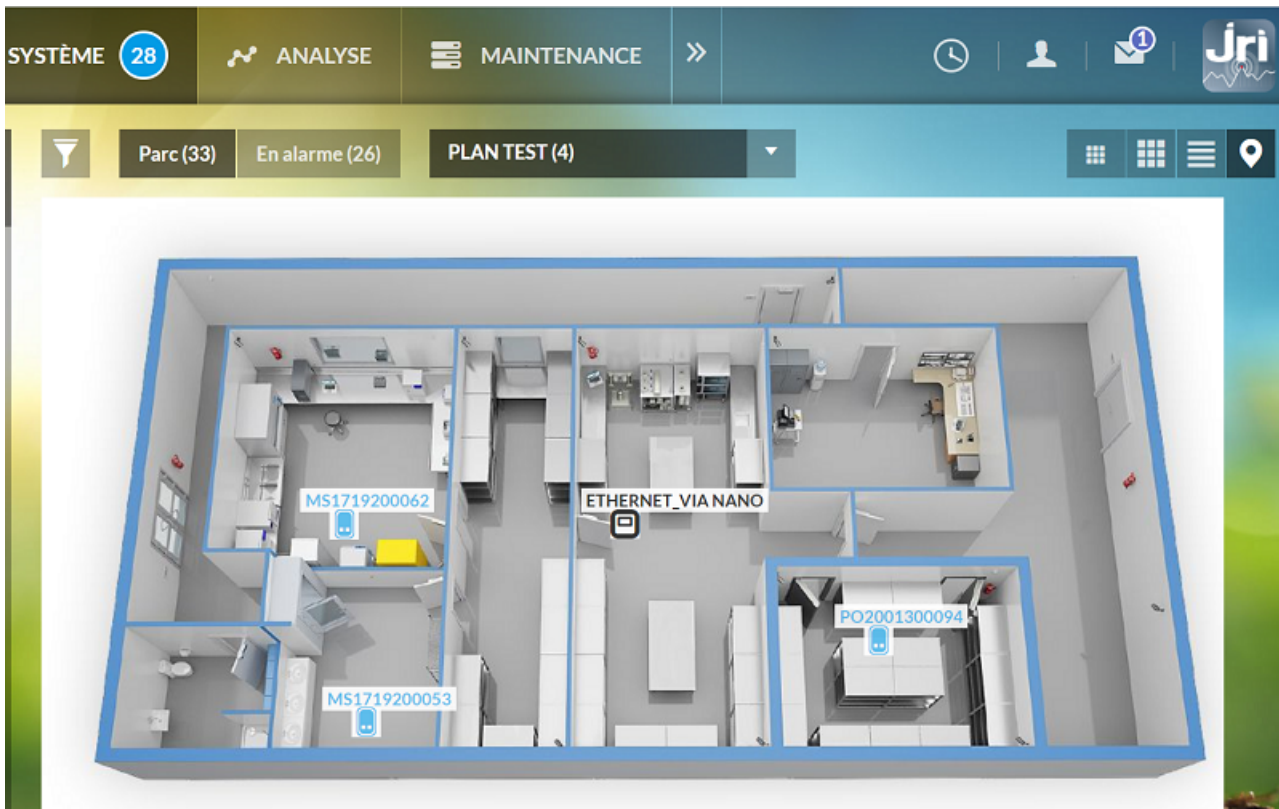 SYSTÈME 28 ANALYSE MAINTENANCE » 1 Jri
Parc (33) En alarme (26) PLAN TEST (4)
MS1719200062
ETHERNET_VIA NANO
PO2001300094
MS1719200053